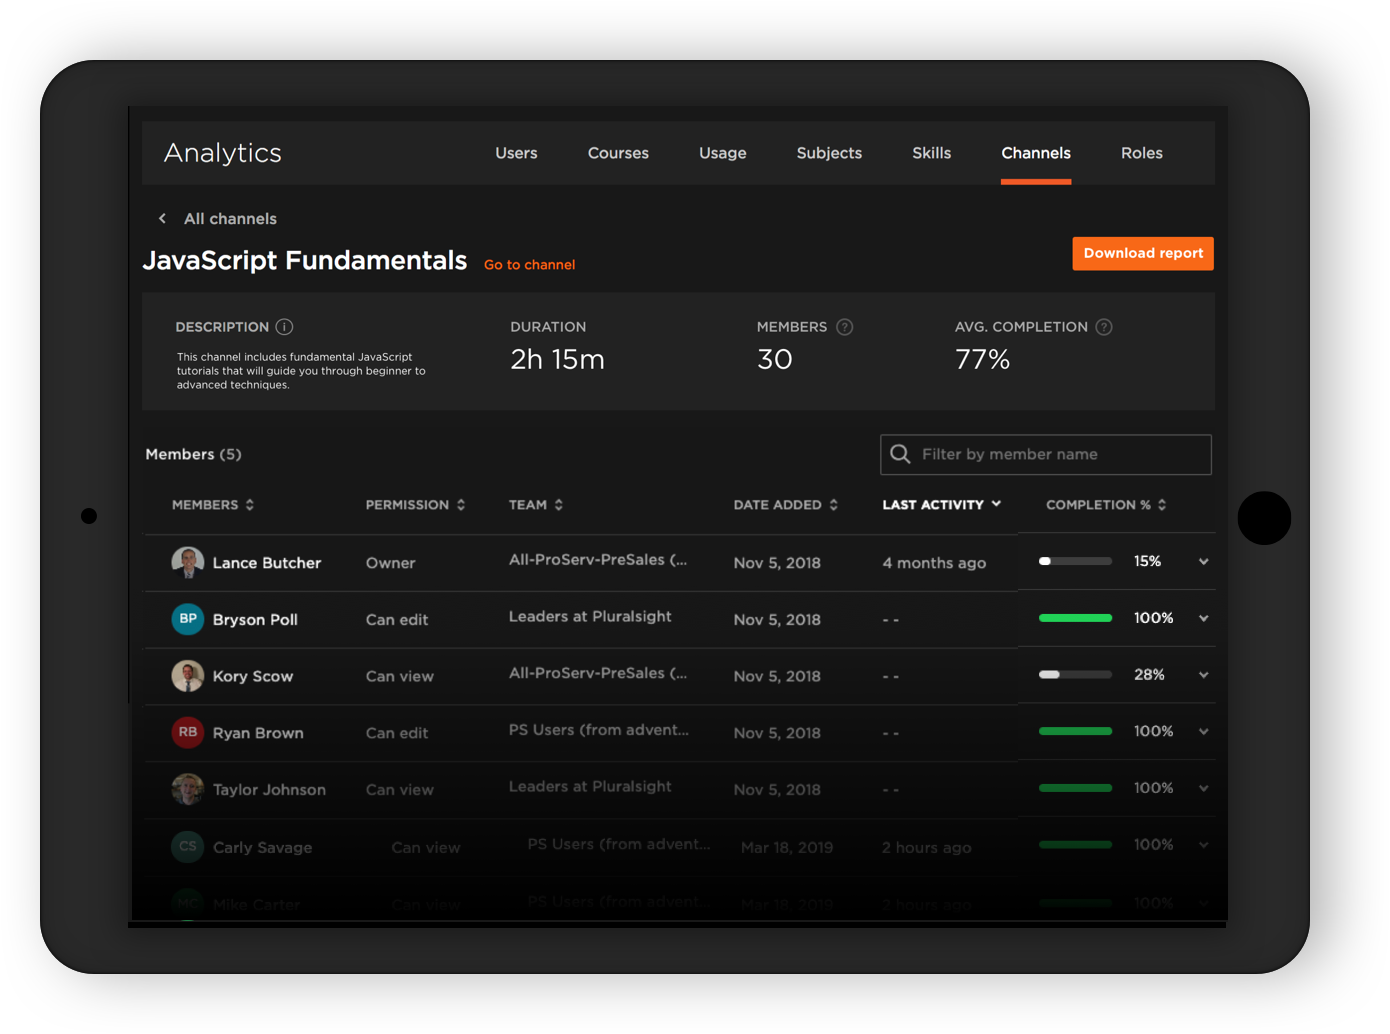 Analytics
Users Courses Usage Subjects Skills Channels Roles
All channels
JavaScript Fundamentals Go to channel Download report
DESCRIPTION DURATION MEMBERS AVG. COMPLETION
2h 15m 30 77%
This channel includes fundamental JavaScript
tutorials that will guide you through beginner to
advanced techniques.
Members (5) Filter by member name
MEMBERS PERMISSION TEAM DATE ADDED LAST ACTIVITY COMPLETION %
Lance Butcher Owner All-ProServ-PreSales (... Nov 5, 2018 4 months ago 15%
BP Bryson Poll Can edit Leaders at Pluralsight Nov 5, 2018 - - 100%
Kory Scow Can view All-ProServ-PreSales (... Nov 5, 2018 - - 28%
RB Ryan Brown Can edit PS Users (from advent... Nov 5, 2018 - - 100%
Taylor Johnson Can view Leaders at Pluralsight Nov 5, 2018 - - 100%
CS Carly Savage Can view PS Users (from advent... Mar 18, 2019 2 hours ago 100%
MC Mike Carter Can view PS Users (from advent... Mar 18, 2019 2 hours ago 100%